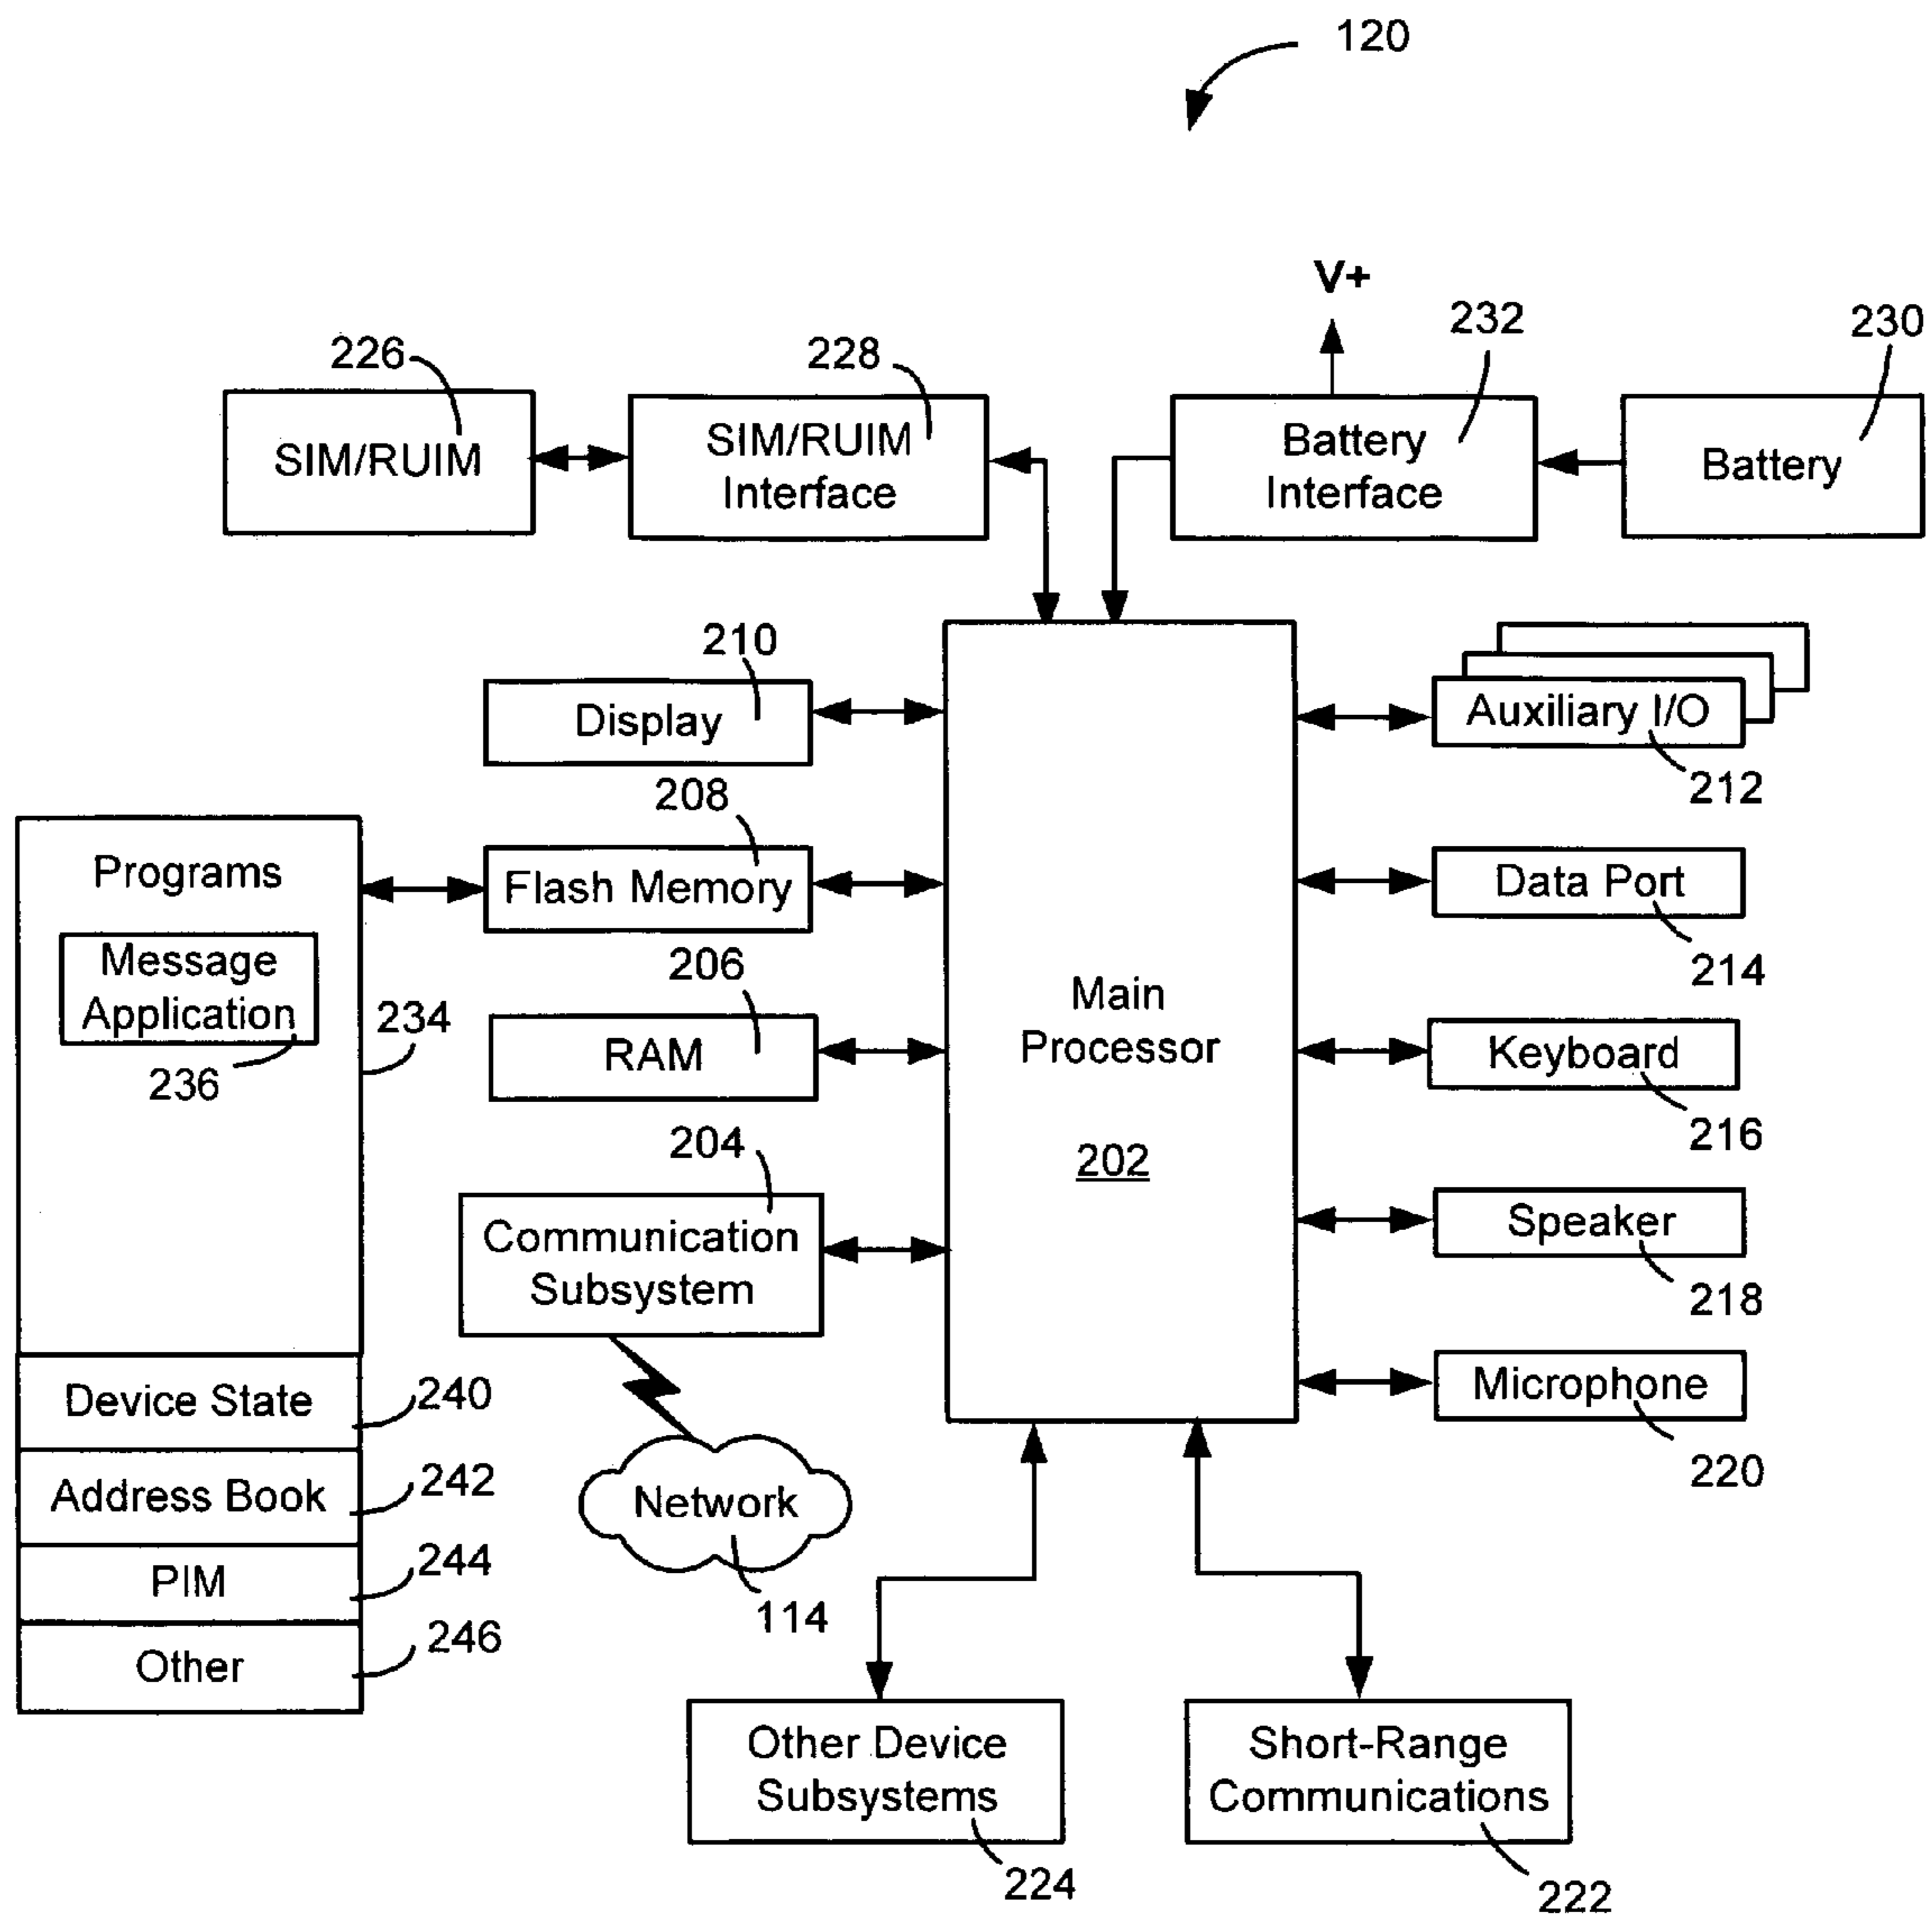 120
V+
226
228
232
230
SIM/RUIM
SIM/RUIM
Interface
Battery
Interface
Battery
210
Display
Auxiliary I/O
212
208
Programs
Flash Memory
Data Port
214
Message
Application
236
234
206
RAM
Main
Processor
202
Keyboard
216
204
Communication
Subsystem
Speaker
218
Device State
240
Microphone
220
Address Book
242
Network
114
PIM
244
Other
246
Other Device
Subsystems
224
Short-Range
Communications
222